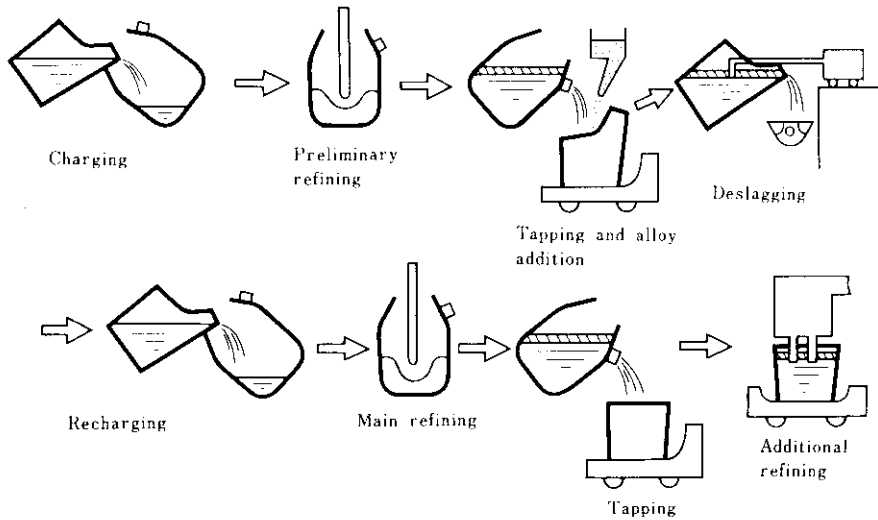 Charging
Preliminary
refining
Tapping and alloy
addition
Deslagging
Recharging
Main refining
Tapping
Additional
refining